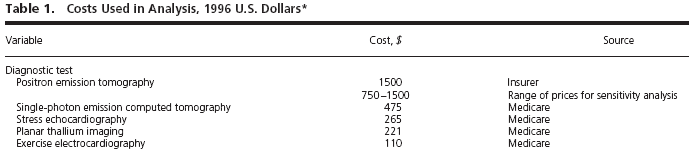 Table 1. Costs Used in Analysis, 1996 U.S. Dollars*
Variable Cost, $ Source
Diagnostic test
Positron emission tomography 1500 Insurer
750–1500 Range of prices for sensitivity analysis
Single-photon emission computed tomography 475 Medicare
Stress echocardiography 265 Medicare
Planar thallium imaging 221 Medicare
Exercise electrocardiography 110 Medicare